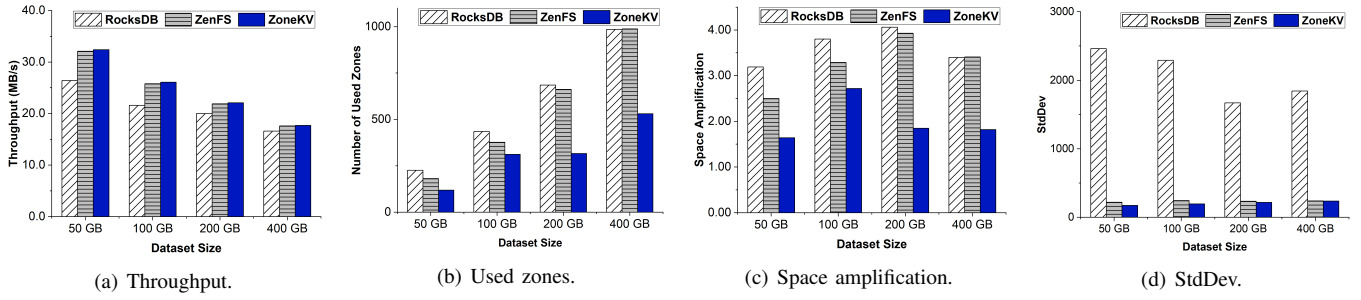 RocksDB ZenFS ZoneKV
40.0
30.0
20.0
10.0
0.0
Throughput (MB/s)
50 GB 100 GB 200 GB 400 GB
Dataset Size
(a) Throughput.
RocksDB ZenFS ZoneKV
1000
500
0
Number of Used Zones
50 GB 100 GB 200 GB 400 GB
Dataset Size
(b) Used zones.
RocksDB ZenFS ZoneKV
4.00
3.00
2.00
1.00
0.00
Space Amplification
50 GB 100 GB 200 GB 400 GB
Dataset Size
(c) Space amplification.
RocksDB ZenFS ZoneKV
3000
2000
1000
0
StdDev
50 GB 100 GB 200 GB 400 GB
Dataset Size
(d) StdDev.